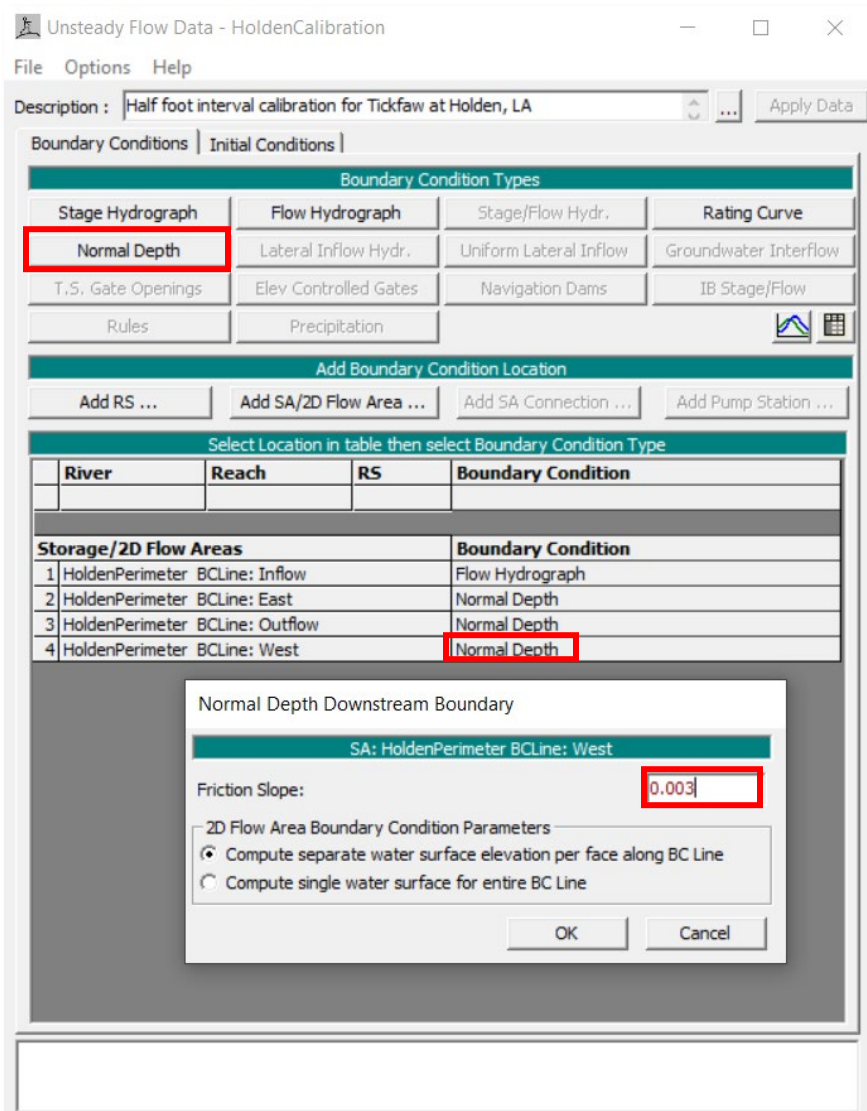 Unsteady Flow Data - HoldenCalibration
File Options Help
Description : Half foot interval calibration for Tickfaw at Holden, LA ... Apply Data
Boundary Conditions Initial Conditions
Boundary Condition Types
Stage Hydrograph Flow Hydrograph Stage/Flow Hydr. Rating Curve
Normal Depth Lateral Inflow Hydr. Uniform Lateral Inflow Groundwater Interflow
T.S. Gate Openings Elev Controlled Gates Navigation Dams IB Stage/Flow
Rules Precipitation
Add Boundary Condition Location
Add RS ... Add SA/2D Flow Area ... Add SA Connection ... Add Pump Station ...
Select Location in table then select Boundary Condition Type
River Reach RS Boundary Condition
Storage/2D Flow Areas Boundary Condition
1 HoldenPerimeter BCLine: Inflow Flow Hydrograph
2 HoldenPerimeter BCLine: East Normal Depth
3 HoldenPerimeter BCLine: Outflow Normal Depth
4 HoldenPerimeter BCLine: West Normal Depth
Normal Depth Downstream Boundary
SA: HoldenPerimeter BCLine: West
Friction Slope: 0.003
2D Flow Area Boundary Condition Parameters
Compute separate water surface elevation per face along BC Line
Compute single water surface for entire BC Line
OK Cancel